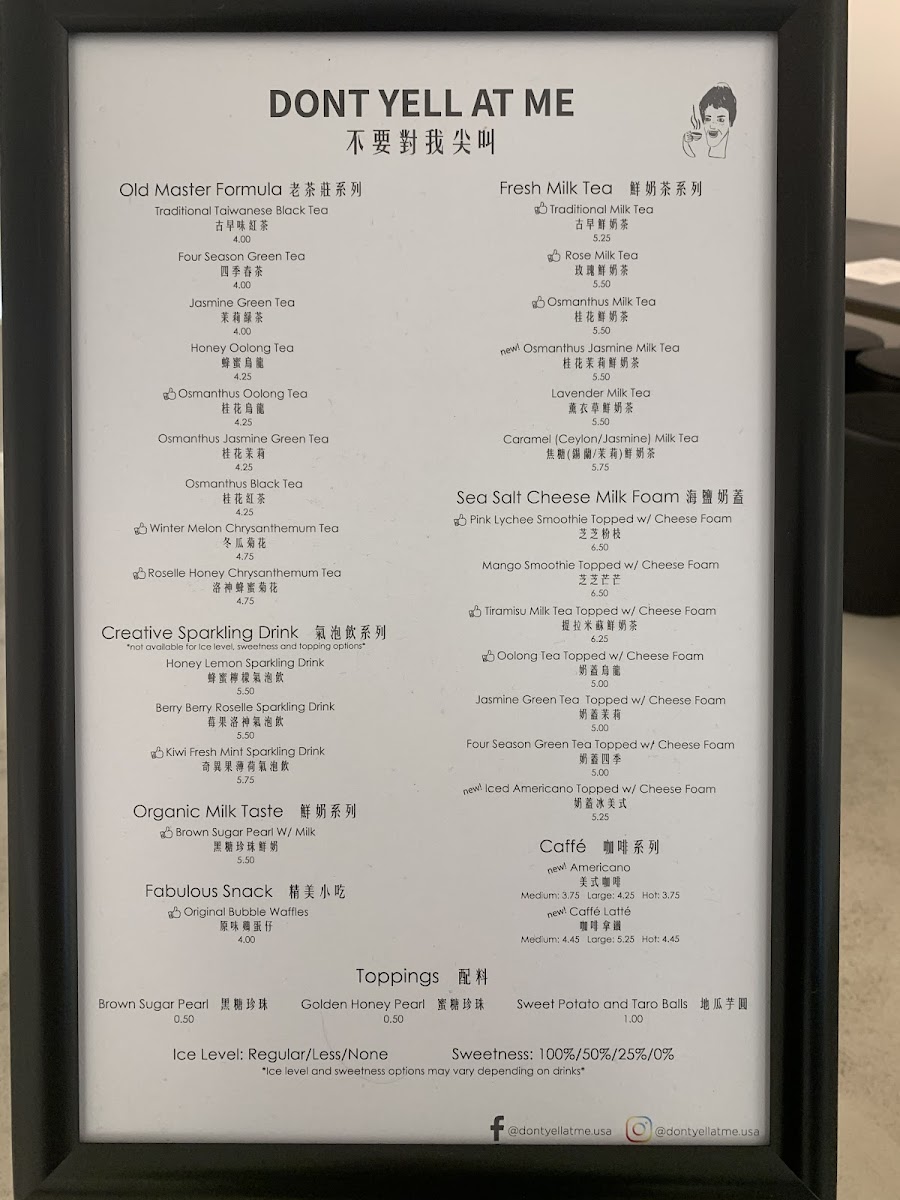 DONT YELL AT ME
不要對我尖叫
Old Master Formula 老茶莊系列
Traditional Taiwanese Black Tea
古早味紅茶
4.00
Four Season Green Tea
四季春茶
4.00
Jasmine Green Tea
茉莉綠茶
4.00
Honey Oolong Tea
蜂蜜烏龍
4.25
Osmanthus Oolong Tea
桂花烏龍
4.25
Osmanthus Jasmine Green Tea
桂花茉莉
4.25
Osmanthus Black Tea
桂花紅茶
4.25
Winter Melon Chrysanthemum Tea
冬瓜菊花
4.75
Roselle Honey Chrysanthemum Tea
洛神蜂蜜菊花
4.75
Creative Sparkling Drink 氣泡飲系列
*not available for ice level, sweetness and topping options*
Honey Lemon Sparkling Drink
蜂蜜檸檬氣泡飲
5.50
Berry Berry Roselle Sparkling Drink
莓果洛神氣泡飲
5.50
Kiwi Fresh Mint Sparkling Drink
奇異果薄荷氣泡飲
5.75
Organic Milk Taste 鮮奶系列
Brown Sugar Pearl W/ Milk
黑糖珍珠鮮奶
5.50
Fabulous Snack 精美小吃
Original Bubble Waffles
原味鷄蛋仔
4.00
Fresh Milk Tea 鮮奶茶系列
Traditional Milk Tea
古早鮮奶茶
5.25
Rose Milk Tea
玫瑰鮮奶茶
5.50
Osmanthus Milk Tea
桂花鮮奶茶
5.50
new! Osmanthus Jasmine Milk Tea
桂花茉莉鮮奶茶
5.50
Lavender Milk Tea
薰衣草鮮奶茶
5.50
Caramel (Ceylon/Jasmine) Milk Tea
焦糖(錫蘭/茉莉)鮮奶茶
5.75
Sea Salt Cheese Milk Foam 海鹽奶蓋
Pink Lychee Smoothie Topped w/ Cheese Foam
芝芝粉枝
6.50
Mango Smoothie Topped w/ Cheese Foam
芝芝芒芒
6.50
Tiramisu Milk Tea Topped w/ Cheese Foam
提拉米蘇鮮奶茶
6.25
Oolong Tea Topped w/ Cheese Foam
奶蓋烏龍
5.00
Jasmine Green Tea Topped w/ Cheese Foam
奶蓋茉莉
5.00
Four Season Green Tea Topped w/ Cheese Foam
奶蓋四季
5.00
new! Iced Americano Topped w/ Cheese Foam
奶蓋冰美式
5.25
Caffé 咖啡系列
new! Americano
美式咖啡
Medium: 3.75 Large: 4.25 Hot: 3.75
new! Caffé Latté
咖啡拿鐵
Medium: 4.45 Large: 5.25 Hot: 4.45
Toppings 配料
Brown Sugar Pearl 黑糖珍珠 Golden Honey Pearl 蜜糖珍珠 Sweet Potato and Taro Balls 地瓜芋圓
0.50 0.50 1.00
Ice Level: Regular/Less/None Sweetness: 100%/50%/25%/0%
*Ice level and sweetness options may vary depending on drinks*
@dontyellatme.usa @dontyellatme.usa